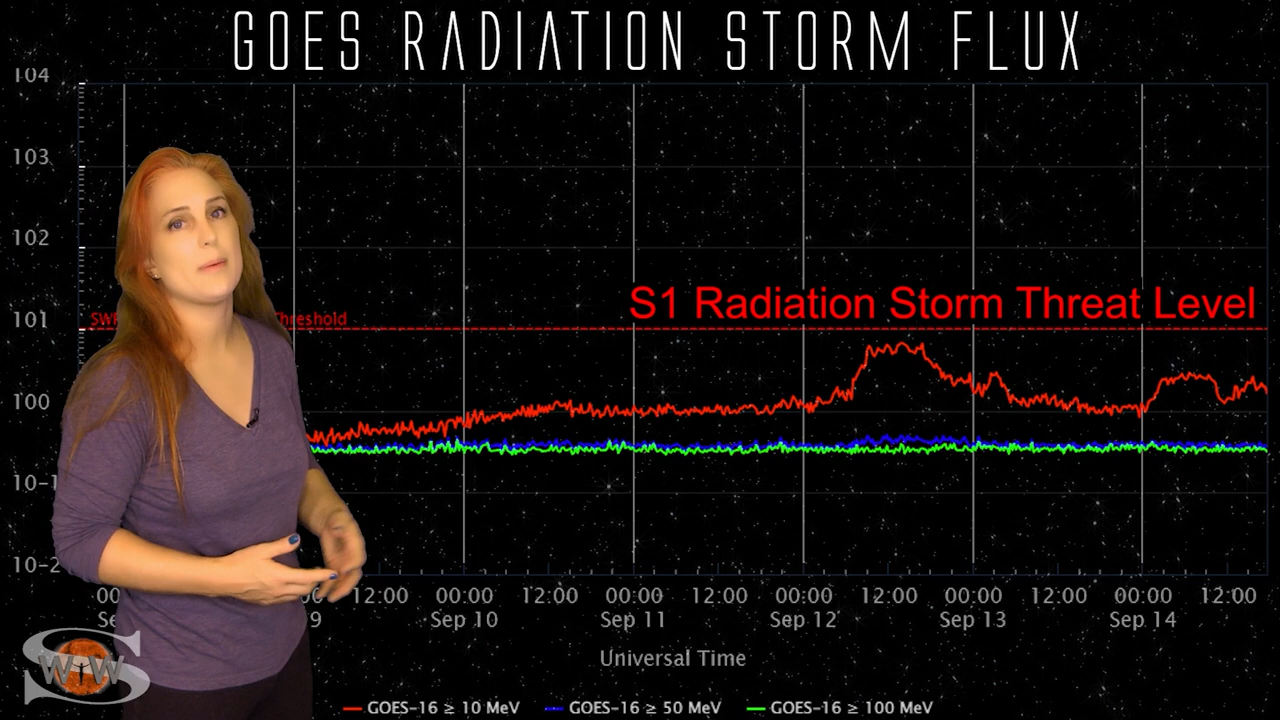 GOES RADIATION STORM FLUX
104
103
102
S1 Radiation Storm Threat Level
101
Threshold
100
10-1
10-2
12:00 00:00 12:00 00:00 12:00 00:00 12:00 00:00 12:00 00:00 12:00
Sep 10 Sep 11 Sep 12 Sep 13 Sep 14
Universal Time
S
WTW
GOES-16 ≥ 10 MeV GOES-16 ≥ 50 MeV GOES-16 ≥ 100 MeV